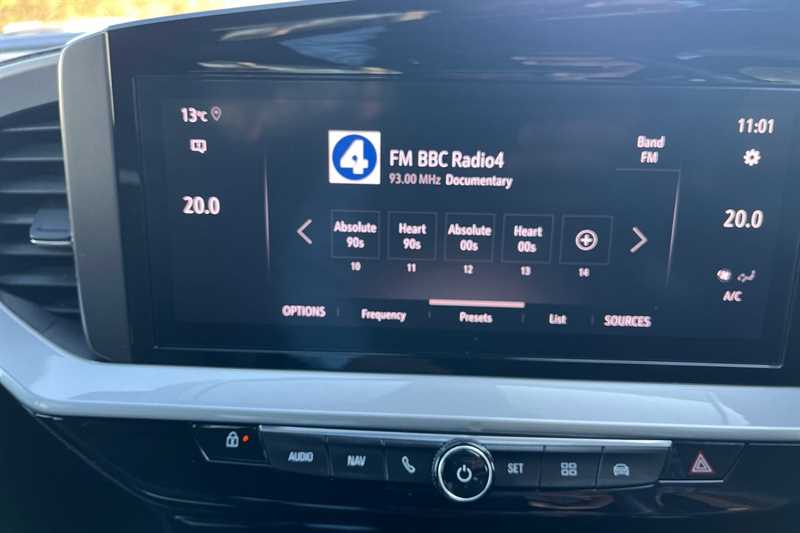 13°C
11:01
4
FM BBC Radio4
Band
FM
93.00 MHz Documentary
20.0
20.0
Absolute
90s
Heart
90s
Absolute
00s
Heart
00s
10
11
12
13
14
A/C
OPTIONS
Frequency
Presets
List
SOURCES
AUDIO
NAV
SET